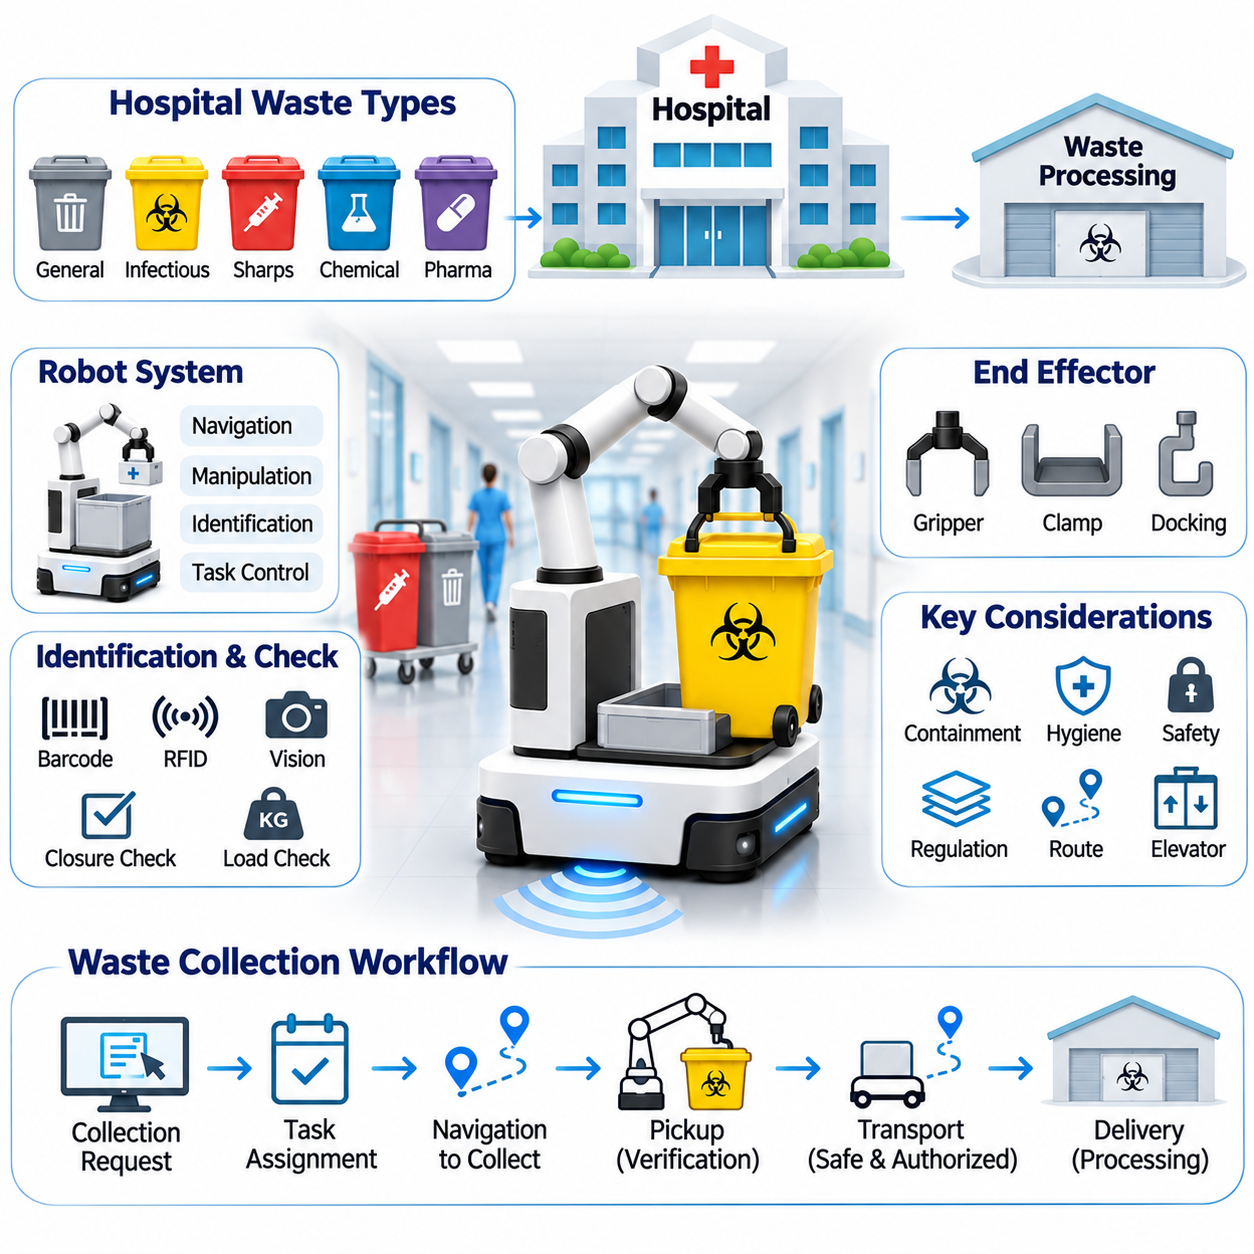 Hospital Waste Types
General
Infectious
Sharps
Chemical
Pharma
Hospital
Waste
Processing
Robot System
Navigation
Manipulation
Identification
Task Control
End Effector
Gripper
Clamp
Docking
Identification & Check
Barcode
RFID
Vision
Closure Check
KG
Load Check
Key Considerations
Containment
Hygiene
Safety
Regulation
Route
Elevator
Waste Collection Workflow
Collection
Request
Task
Assignment
Navigation
to Collect
Pickup
(Verification)
Transport
(Safe & Authorized)
Delivery
(Processing)